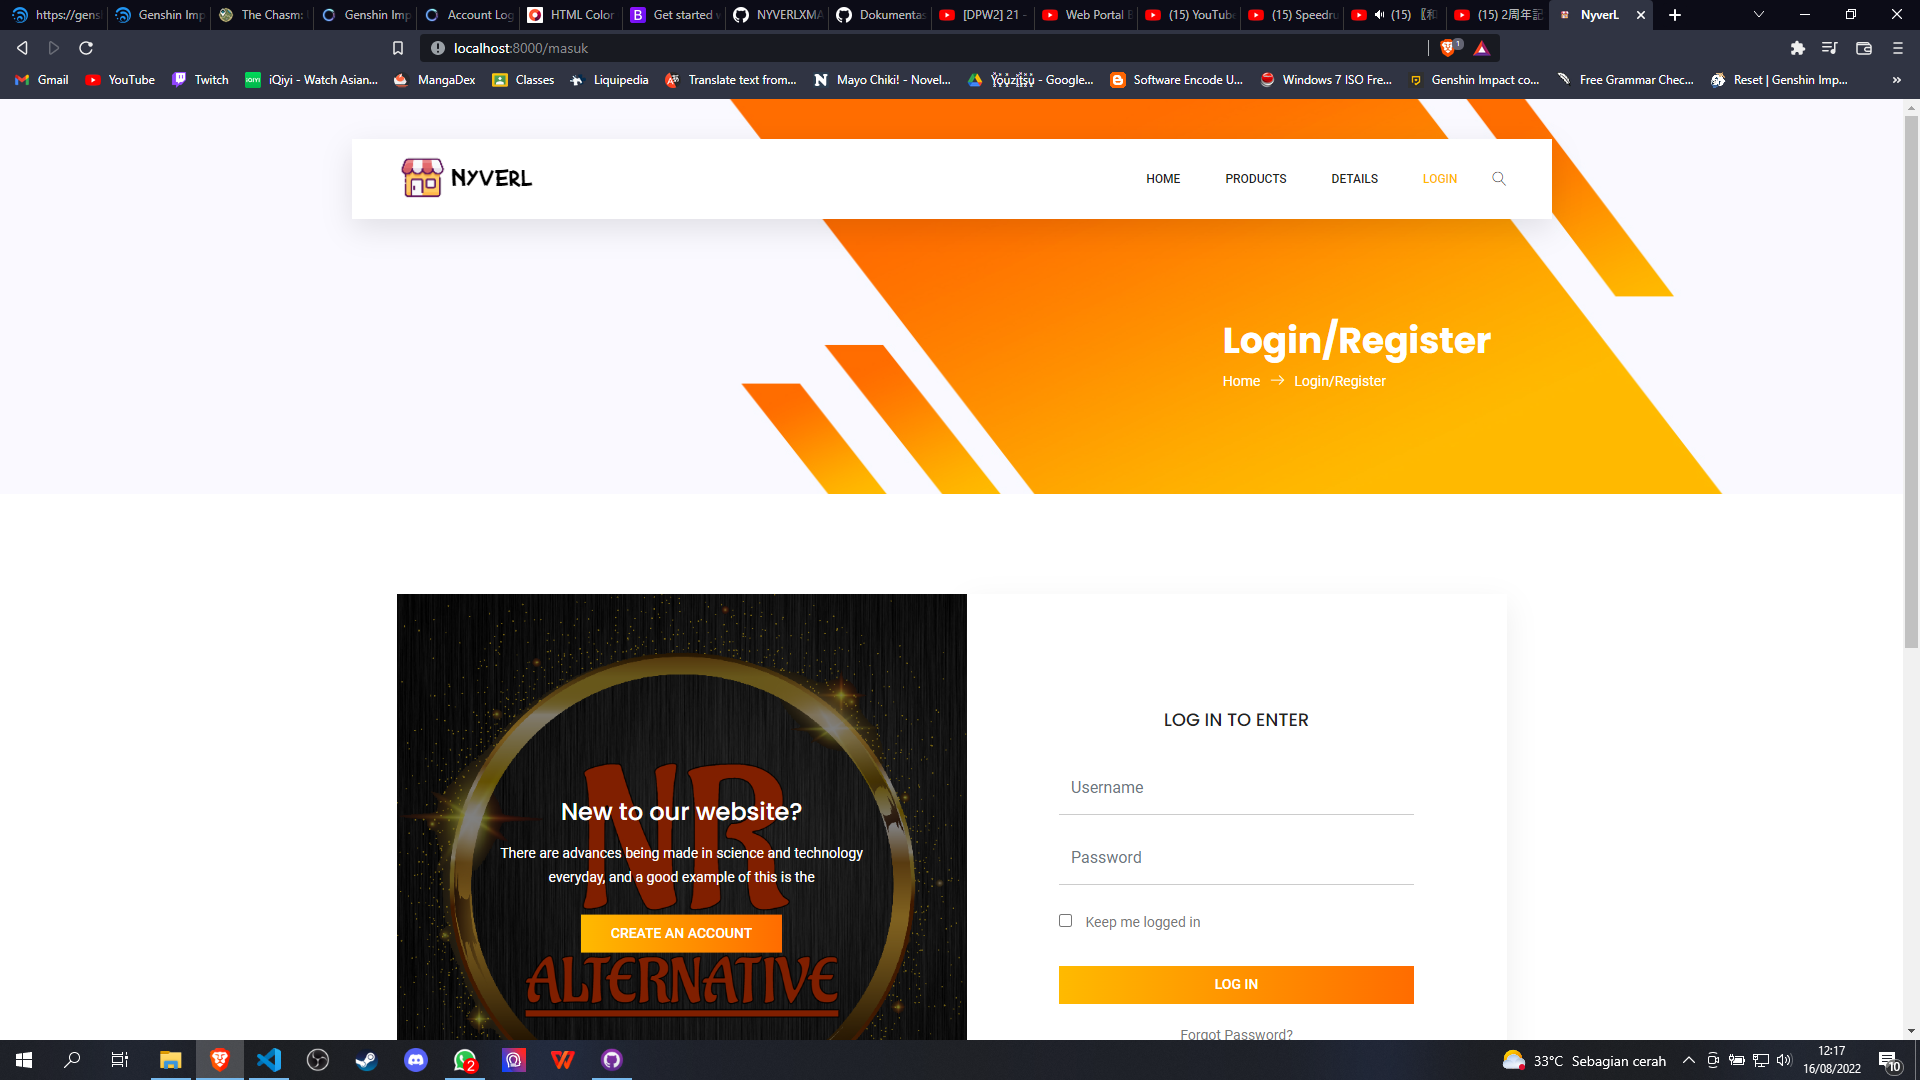 https://gens
Genshin Imp
The Chasm:
Genshin Imp
Account Log
HTML Color
Get started w
NYVERLXMA
Dokumentas
[DPW2] 21 -
Web Portal B
(15) YouTube
(15) Speedru
(15) 【和
(15) 2周年記
NyverL
localhost:8000/masuk
1
Gmail
YouTube
Twitch
iQiyi - Watch Asian...
MangaDex
Classes
Liquipedia
Translate text from...
Mayo Chiki! - Novel...
Software Encode U...
Windows 7 ISO Fre...
Genshin Impact co...
Free Grammar Chec...
Reset | Genshin Imp...
»
NYVERL
HOME
PRODUCTS
DETAILS
LOGIN
Login/Register
Home → Login/Register
NR
ALTERNATIVE
New to our website?
There are advances being made in science and technology
everyday, and a good example of this is the
CREATE AN ACCOUNT
LOG IN TO ENTER
Username
Password
Keep me logged in
LOG IN
Forgot Password?
2
33°C Sebagian cerah
12:17
16/08/2022
10